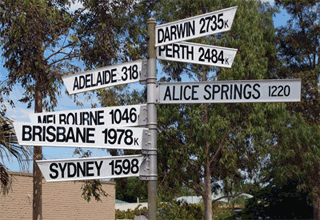 DARWIN 2735K
PERTH 2484K
ADELAIDE 318
ALICE SPRINGS 1220
MELBOURNE 1046
BRISBANE 1978K
SYDNEY 1598